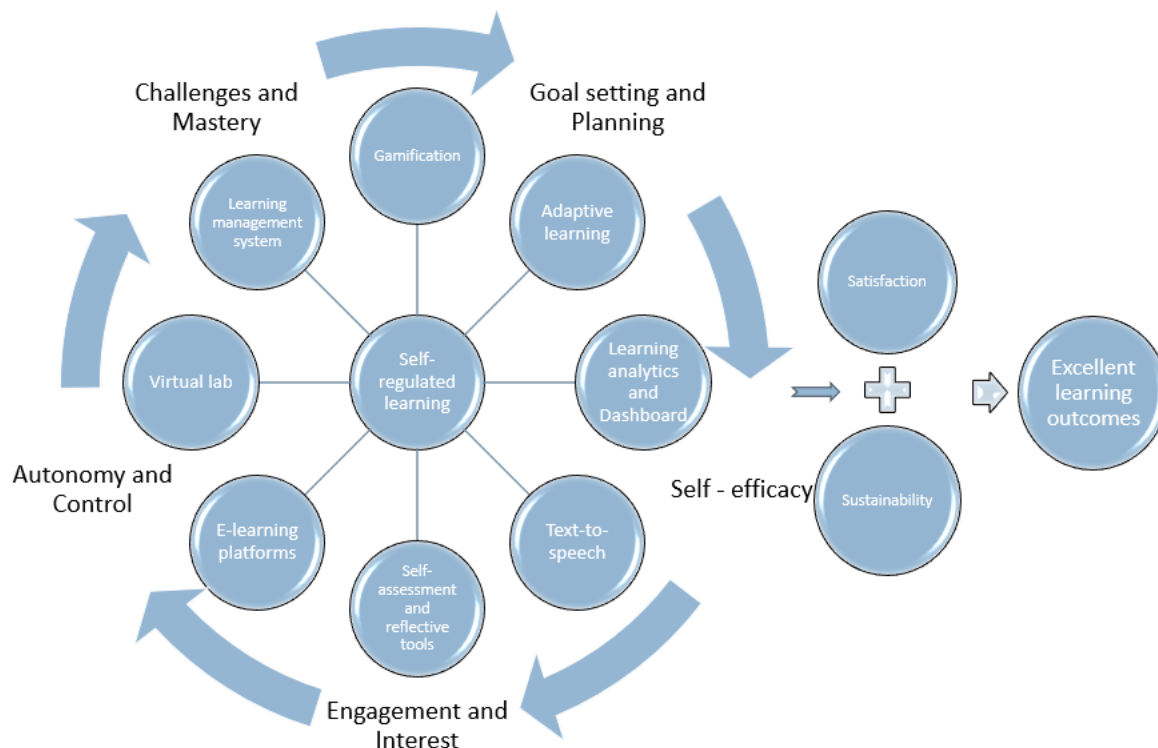 Challenges and
Mastery
Goal setting and
Planning
Gamification
Learning
management
system
Adaptive
learning
Satisfaction
Virtual lab
Self-
regulated
learning
Learning
analytics
and
Dashboard
Excellent
learning
outcomes
Autonomy and
Control
Self - efficacy
Sustainability
E-learning
platforms
Text-to-
speech
Self-
assessment
and
reflective
tools
Engagement and
Interest